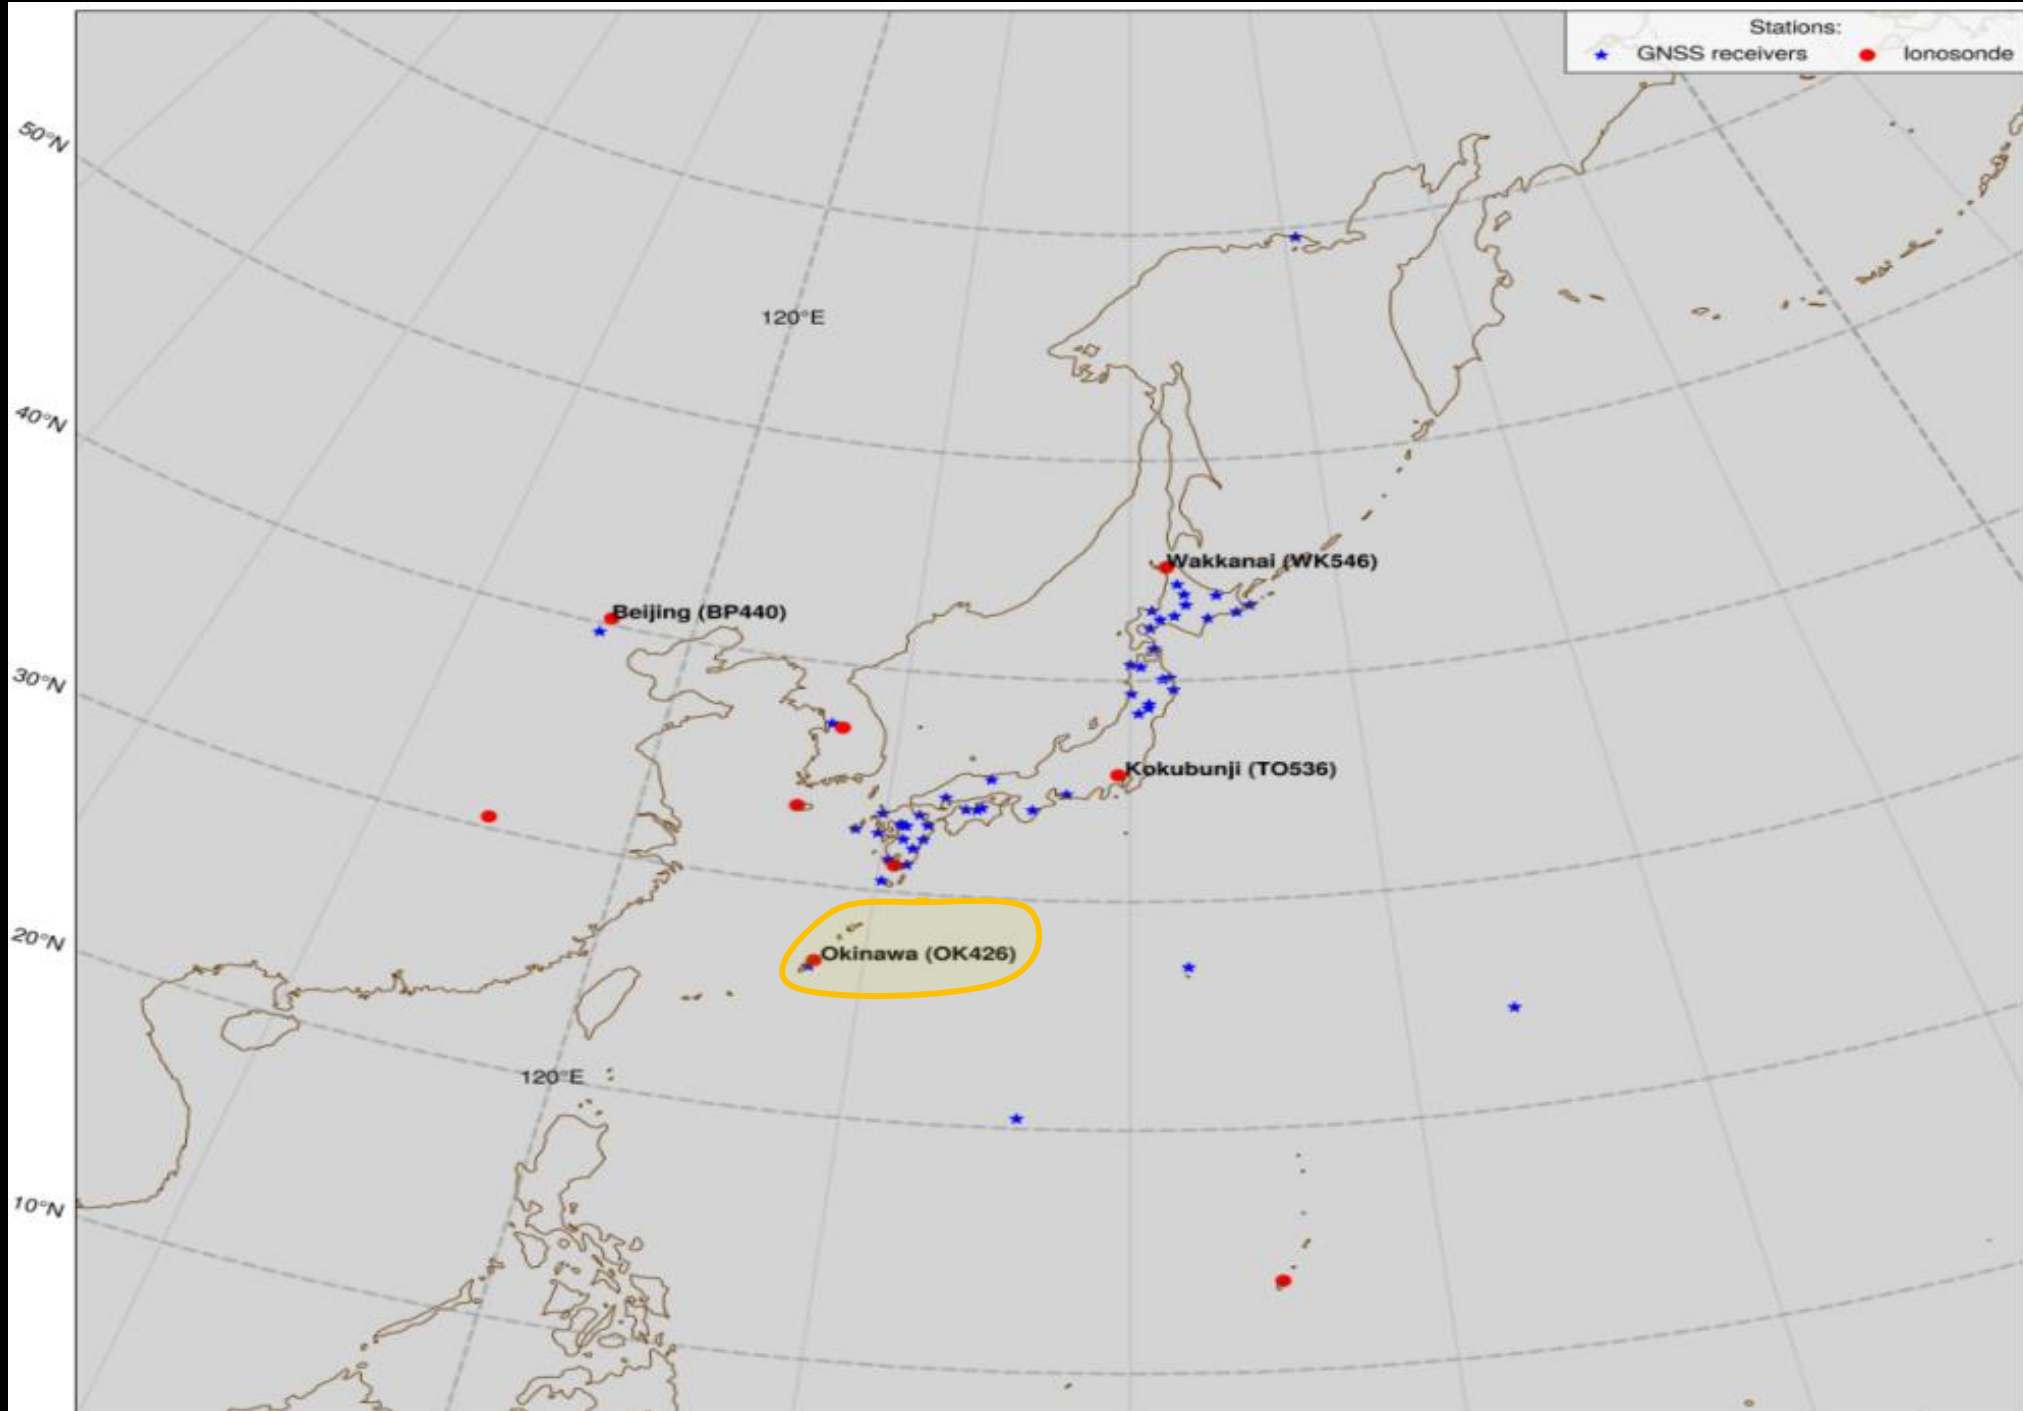 Stations:
GNSS receivers Ionosonde
50°N
120°E
40°N
Wakkanai (WK546)
Beijing (BP440)
30°N
Kokubunji (TO536)
20°N
Okinawa (OK426)
120°E
10°N